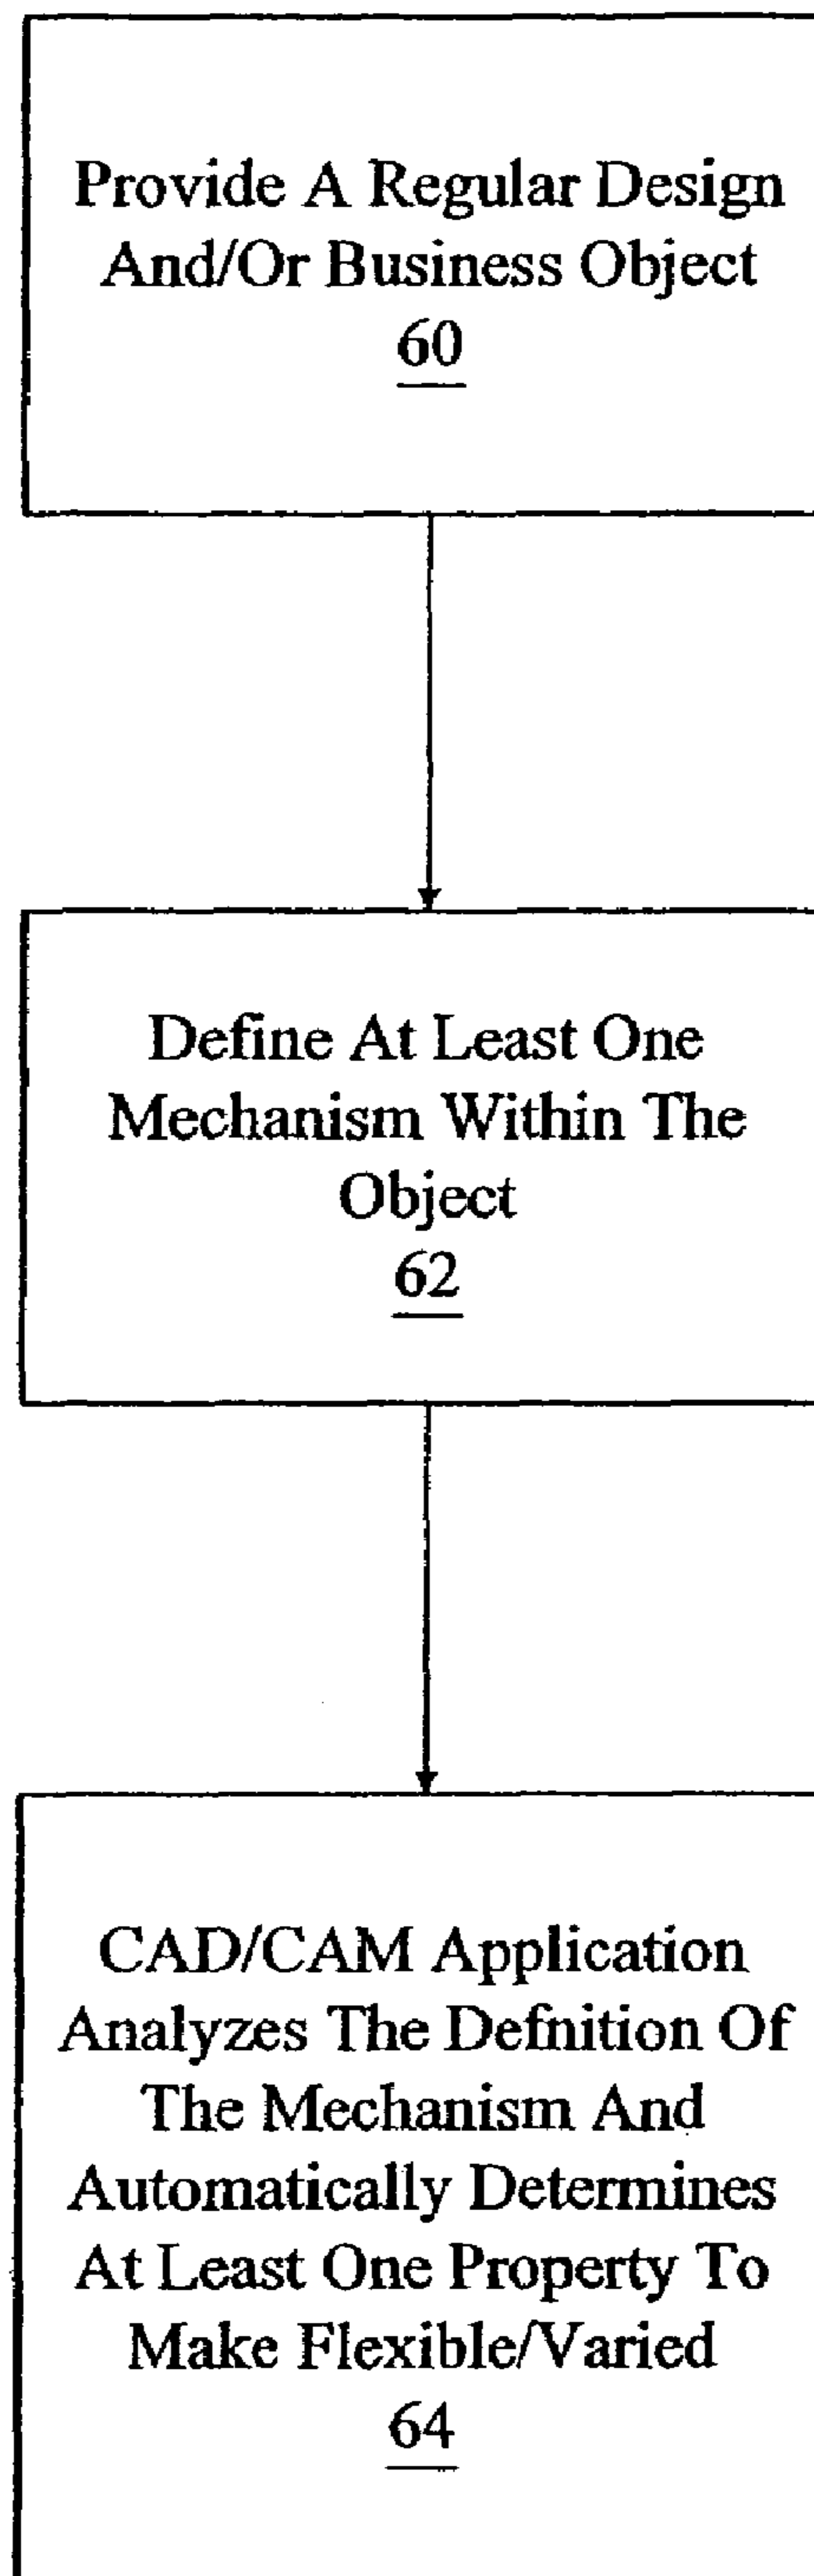 Provide A Regular Design
And/Or Business Object
60
Define At Least One
Mechanism Within The
Object
62
CAD/CAM Application
Analyzes The Defnition Of
The Mechanism And
Automatically Determines
At Least One Property To
Make Flexible/Varied
64